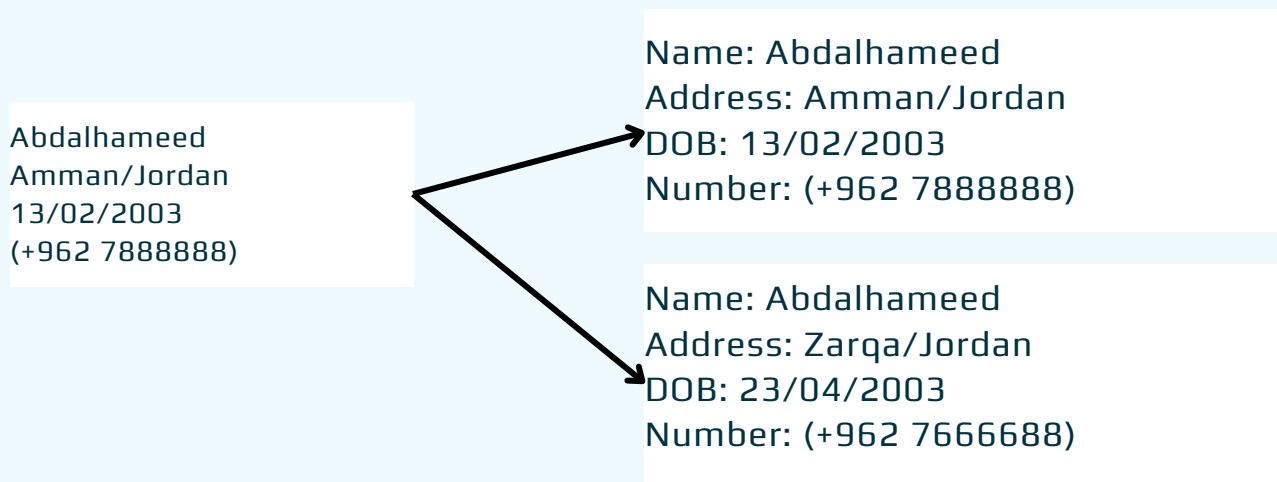 Abdalhameed
Amman/Jordan
13/02/2003
(+962 7888888)
Name: Abdalhameed
Address: Amman/Jordan
DOB: 13/02/2003
Number: (+962 7888888)
Name: Abdalhameed
Address: Zarqa/Jordan
DOB: 23/04/2003
Number: (+962 7666688)